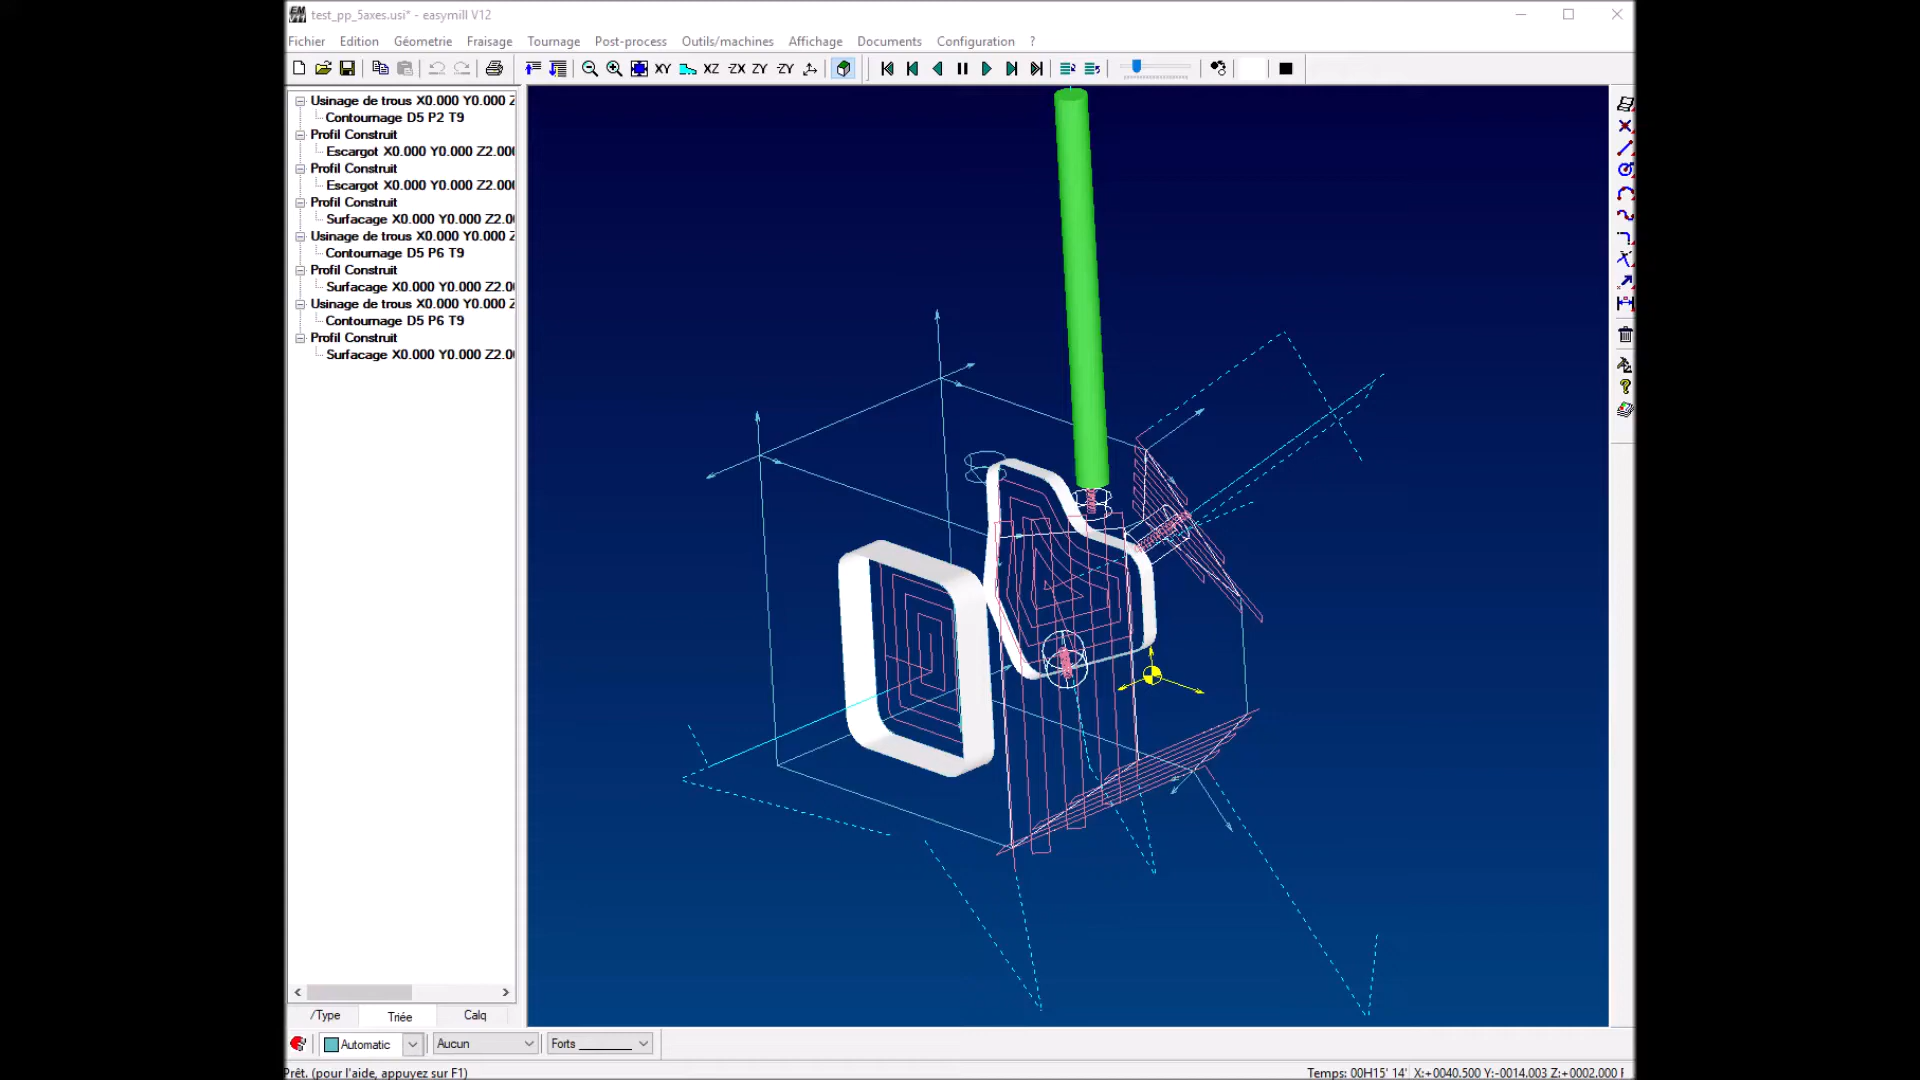 test_pp_5axes.usi* - easymill V12
Fichier Edition Géometrie Fraisage Tournage Post-process Outils/machines Affichage Documents Configuration ?
XY XZ -ZX ZY -ZY
Usinage de trous X0.000 Y0.000 Z
Contournage D5 P2 T9
Profil Construit
Escargot X0.000 Y0.000 Z2.00
Profil Construit
Escargot X0.000 Y0.000 Z2.00
Profil Construit
Surfacage X0.000 Y0.000 Z2.0
Usinage de trous X0.000 Y0.000 Z
Contournage D5 P6 T9
Profil Construit
Surfacage X0.000 Y0.000 Z2.0
Usinage de trous X0.000 Y0.000 Z
Contournage D5 P6 T9
Profil Construit
Surfacage X0.000 Y0.000 Z2.0
/Type Triée Calq
Automatic Aucun Forts ________
Prêt. (pour l'aide, appuyez sur F1) Temps: 00H15' 14' X:+0040.500 Y:-0014.003 Z:+0002.000 F